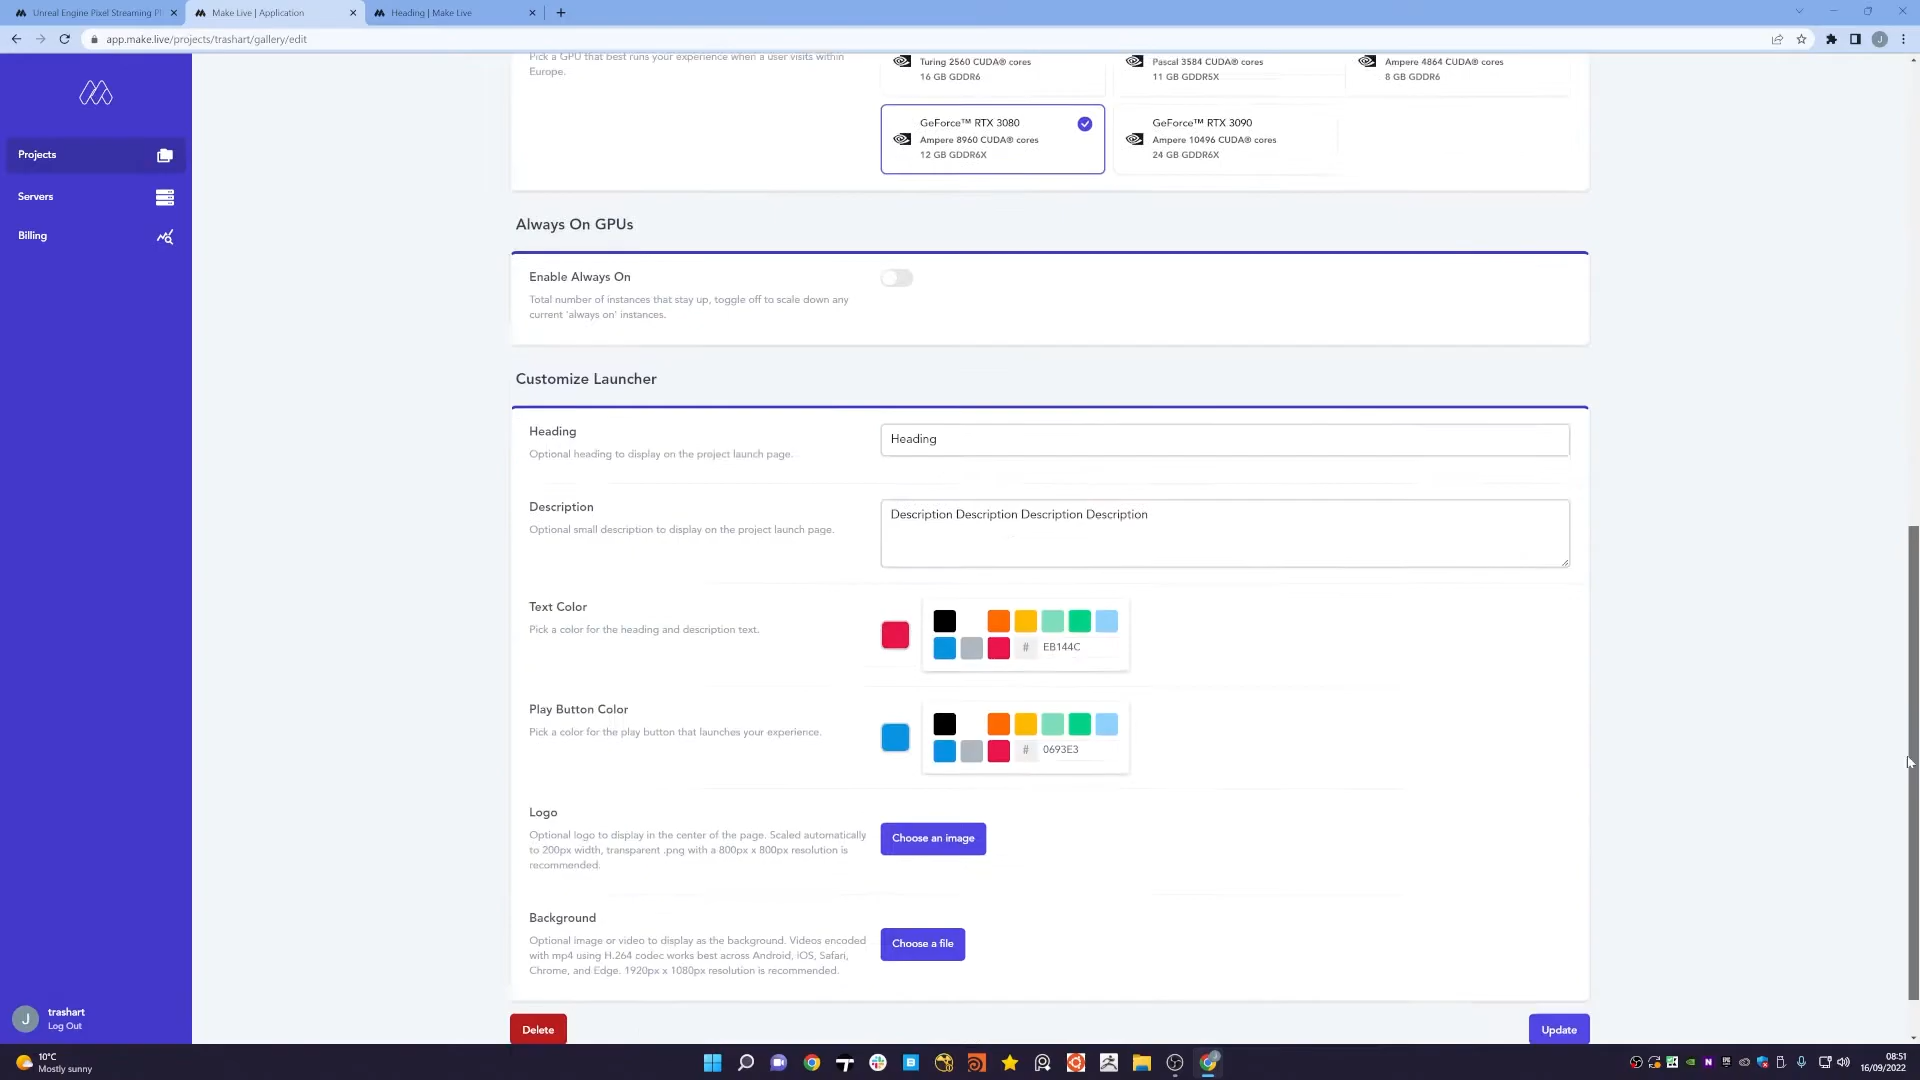 Unreal Engine Pixel Streaming Pl
Make Live | Application
Heading | Make Live
app.make.live/projects/trashart/gallery/edit
J
Projects
Servers
Billing
Pick a GPU that best runs your experience when a user visits within
Europe.
Turing 2560 CUDA® cores
16 GB GDDR6
Pascal 3584 CUDA® cores
11 GB GDDR5X
Ampere 4864 CUDA® cores
8 GB GDDR6
GeForce™ RTX 3080
Ampere 8960 CUDA® cores
12 GB GDDR6X
GeForce™ RTX 3090
Ampere 10496 CUDA® cores
24 GB GDDR6X
Always On GPUs
Enable Always On
Total number of instances that stay up, toggle off to scale down any
current 'always on' instances.
Customize Launcher
Heading
Optional heading to display on the project launch page.
Heading
Description
Optional small description to display on the project launch page.
Description Description Description Description
Text Color
Pick a color for the heading and description text.
# EB144C
Play Button Color
Pick a color for the play button that launches your experience.
# 0693E3
Logo
Optional logo to display in the center of the page. Scaled automatically
to 200px width, transparent .png with a 800px x 800px resolution is
recommended.
Choose an image
Background
Optional image or video to display as the background. Videos encoded
with mp4 using H.264 codec works best across Android, iOS, Safari,
Chrome, and Edge. 1920px x 1080px resolution is recommended.
Choose a file
Delete
Update
J
trashart
Log Out
10°C
Mostly sunny
08:51
16/09/2022